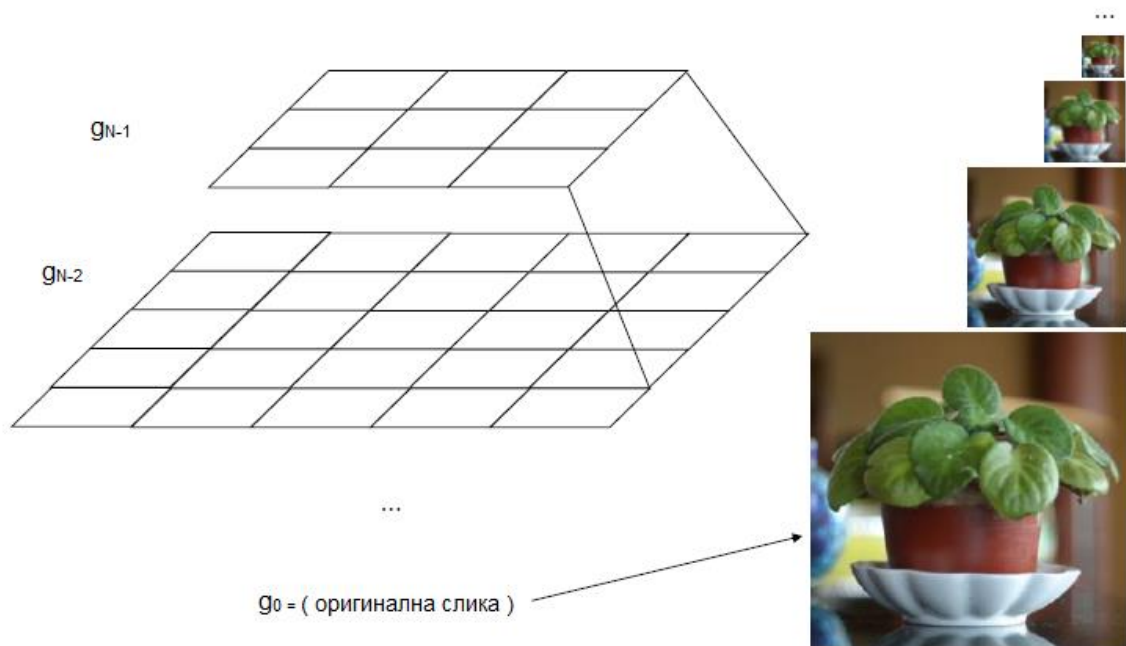 ...
gN-1
gN-2
...
g0 = ( оригинална слика )